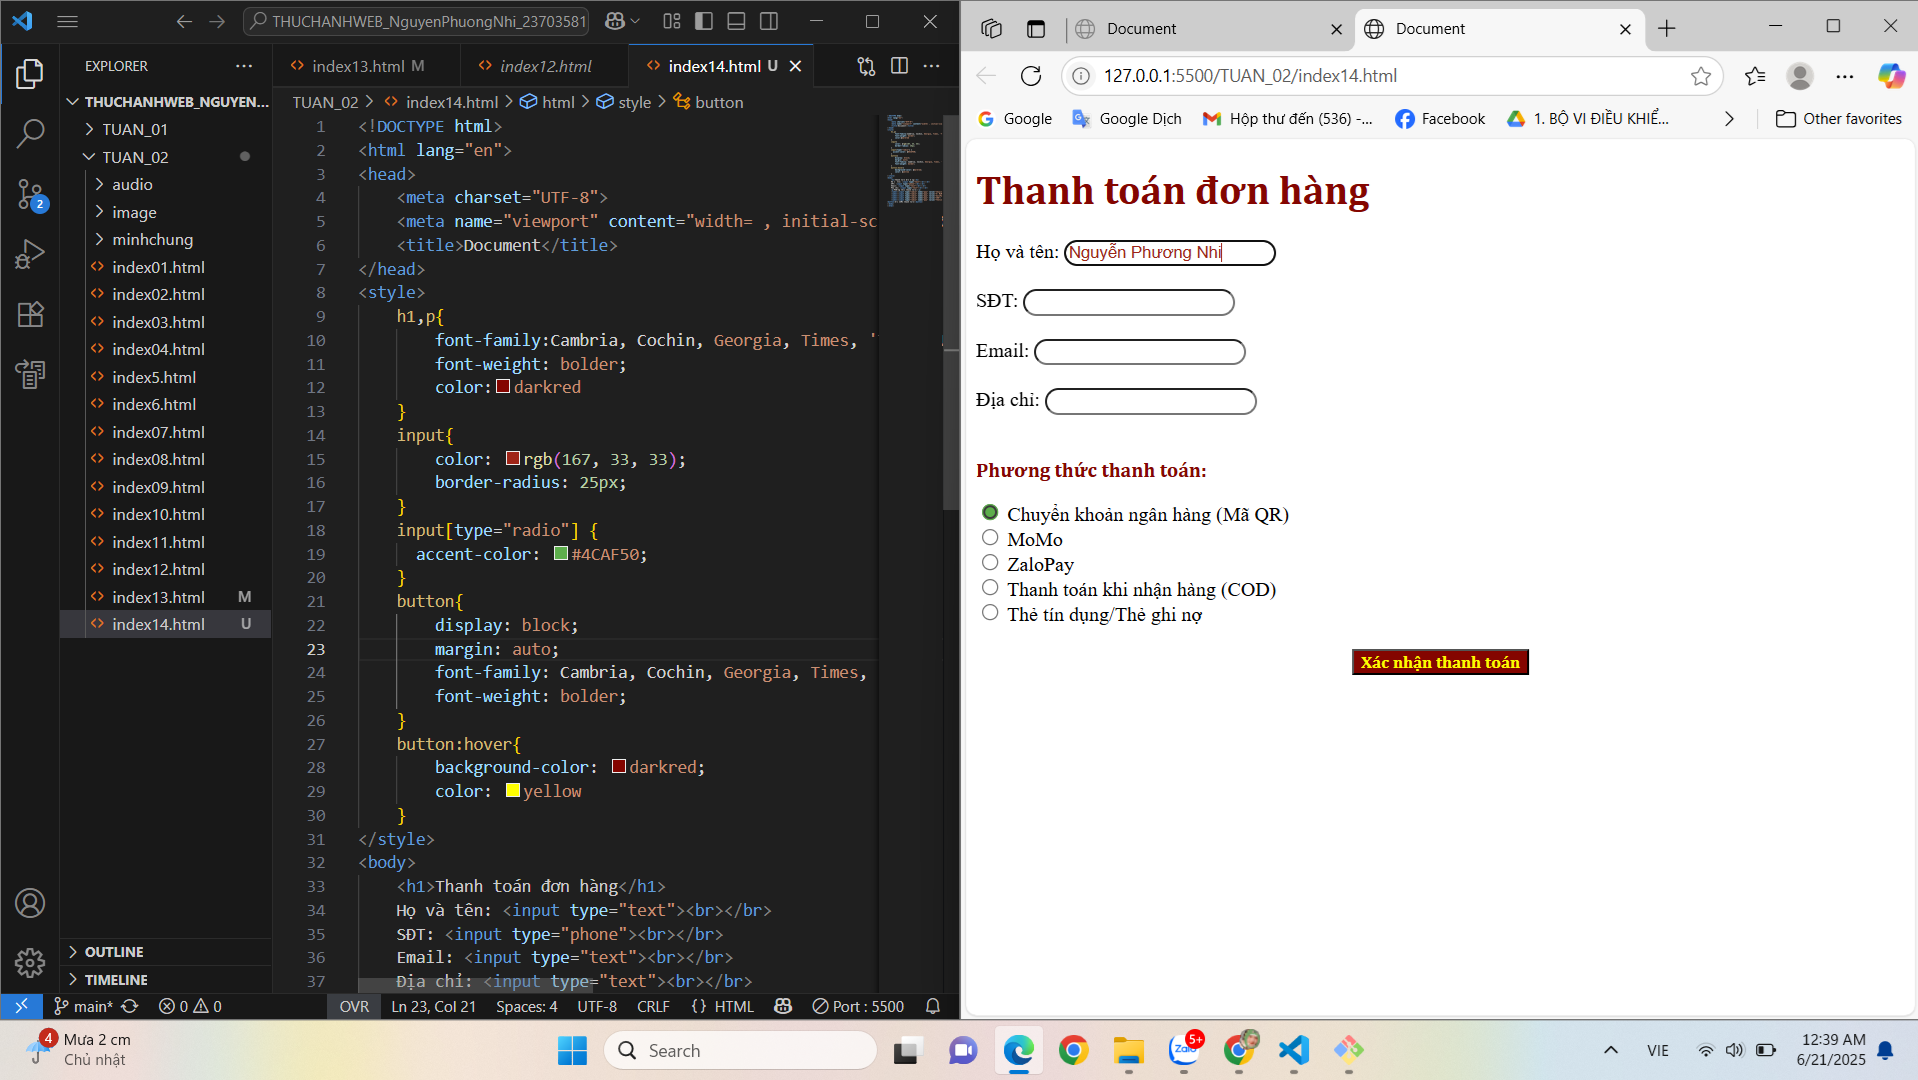 THUCHANHWEB_NguyenPhuongNhi_23703581
EXPLORER
THUCHANHWEB_NGUYEN...
TUAN_01
TUAN_02
audio
image
minhchung
index01.html
index02.html
index03.html
index04.html
index5.html
index6.html
index07.html
index08.html
index09.html
index10.html
index11.html
index12.html
index13.html M
index14.html U
OUTLINE
TIMELINE
index13.html M
index12.html
index14.html U
TUAN_02 > index14.html > html > style > button
1 <!DOCTYPE html>
2 <html lang="en">
3 <head>
4 <meta charset="UTF-8">
5 <meta name="viewport" content="width= , initial-sc
6 <title>Document</title>
7 </head>
8 <style>
9 h1,p{
10 font-family:Cambria, Cochin, Georgia, Times, '
11 font-weight: bolder;
12 color: darkred
13 }
14 input{
15 color: rgb(167, 33, 33);
16 border-radius: 25px;
17 }
18 input[type="radio"] {
19 accent-color: #4CAF50;
20 }
21 button{
22 display: block;
23 margin: auto;
24 font-family: Cambria, Cochin, Georgia, Times,
25 font-weight: bolder;
26 }
27 button:hover{
28 background-color: darkred;
29 color: yellow
30 }
31 </style>
32 <body>
33 <h1>Thanh toán đơn hàng</h1>
34 Họ và tên: <input type="text"><br></br>
35 SĐT: <input type="phone"><br></br>
36 Email: <input type="text"><br></br>
37 Địa chỉ: <input type="text"><br></br>
2
main* 0 0 OVR Ln 23, Col 21 Spaces: 4 UTF-8 CRLF {} HTML Port : 5500
Document
Document
127.0.0.1:5500/TUAN_02/index14.html
Google
Google Dịch
Hộp thư đến (536) -...
Facebook
1. BỘ VI ĐIỀU KHIỂ...
Other favorites
Thanh toán đơn hàng
Họ và tên: Nguyễn Phương Nhi
SĐT:
Email:
Địa chỉ:
Phương thức thanh toán:
Chuyển khoản ngân hàng (Mã QR)
MoMo
ZaloPay
Thanh toán khi nhận hàng (COD)
Thẻ tín dụng/Thẻ ghi nợ
Xác nhận thanh toán
4
Mưa 2 cm
Chủ nhật
Search
Zalo
5+
VIE
12:39 AM
6/21/2025